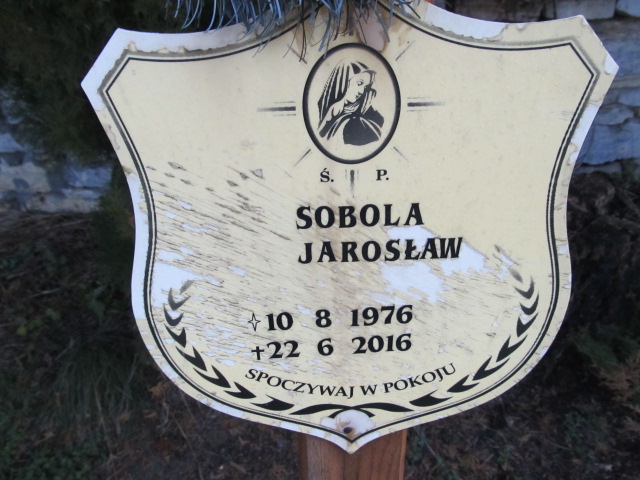 Ś. P.
SOBOLA
JAROSŁAW
10 8 1976
†22 6 2016
SPOCZYWAJ W POKOJU